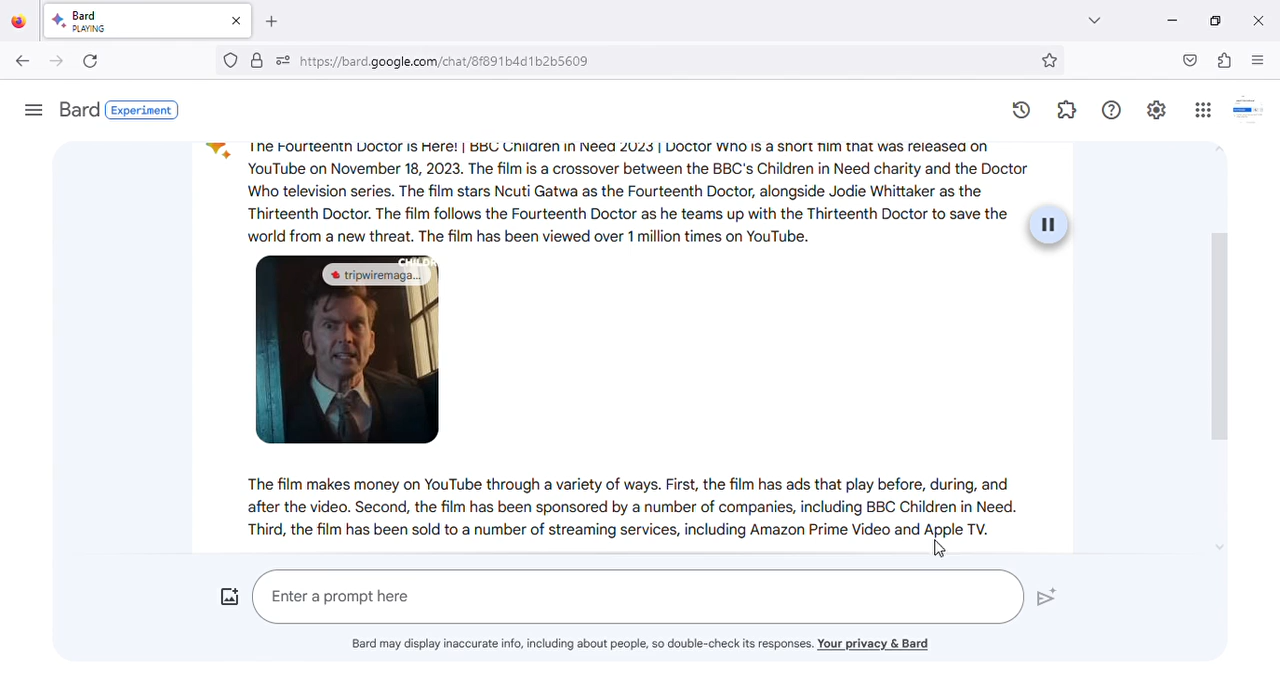 Bard
PLAYING
https://bard.google.com/chat/8f891b4d1b2b5609
Bard Experiment
The Fourteenth Doctor is Here! | BBC Children in Need 2023 | Doctor Who is a short film that was released on
YouTube on November 18, 2023. The film is a crossover between the BBC's Children in Need charity and the Doctor
Who television series. The film stars Ncuti Gatwa as the Fourteenth Doctor, alongside Jodie Whittaker as the
Thirteenth Doctor. The film follows the Fourteenth Doctor as he teams up with the Thirteenth Doctor to save the
world from a new threat. The film has been viewed over 1 million times on YouTube.
CHILD
tripwiremaga...
The film makes money on YouTube through a variety of ways. First, the film has ads that play before, during, and
after the video. Second, the film has been sponsored by a number of companies, including BBC Children in Need.
Third, the film has been sold to a number of streaming services, including Amazon Prime Video and Apple TV.
Enter a prompt here
Bard may display inaccurate info, including about people, so double-check its responses. Your privacy & Bard